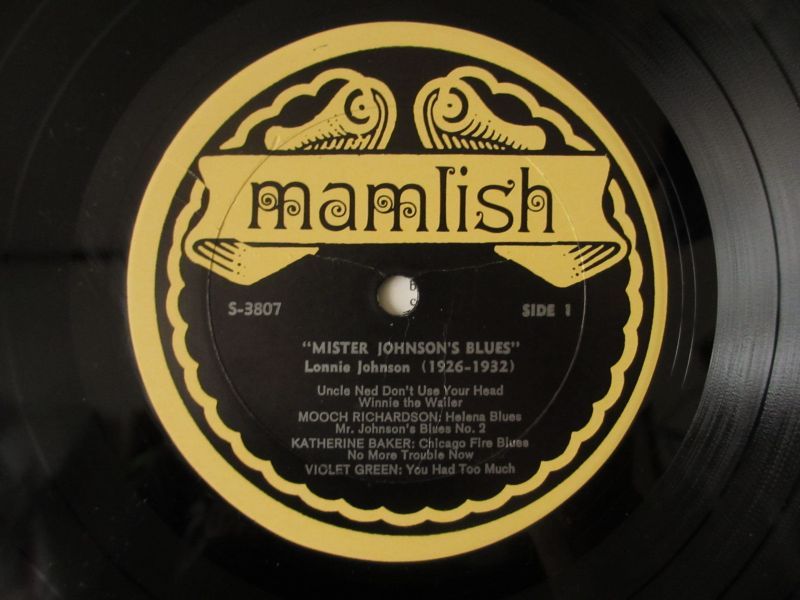 mamlish
S-3807
SIDE 1
"MISTER JOHNSON'S BLUES"
Lonnie Johnson (1926-1932)
Uncle Ned Don't Use Your Head
Winnie the Wailer
MOOCH RICHARDSON: Helena Blues
Mr. Johnson's Blues No. 2
KATHERINE BAKER: Chicago Fire Blues
No More Trouble Now
VIOLET GREEN: You Had Too Much